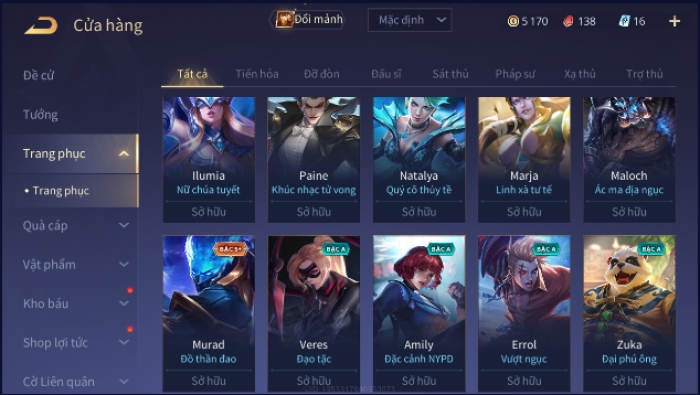 Cửa hàng
Đổi mảnh
Mặc định
5 170
138
16
Đề cử
Tướng
Trang phục
• Trang phục
Quà cáp
Vật phẩm
Kho báu
Shop lợi tức
Cờ Liên quân
Tất cả
Tiến hóa
Đỡ đòn
Đấu sĩ
Sát thủ
Pháp sư
Xạ thủ
Trợ thủ
Ilumia
Nữ chúa tuyết
Sở hữu
Paine
Khúc nhạc tử vong
Sở hữu
Natalya
Quý cô thủy tề
Sở hữu
Marja
Linh xà tư tế
Sở hữu
Maloch
Ác ma địa ngục
Sở hữu
BẬC S+
Murad
Đồ thần đao
Sở hữu
BẬC A
Veres
Đạo tặc
Sở hữu
BẬC A
Amily
Đặc cảnh NYPD
Sở hữu
BẬC A
Errol
Vượt ngục
Sở hữu
BẬC A
Zuka
Đại phú ông
Sở hữu